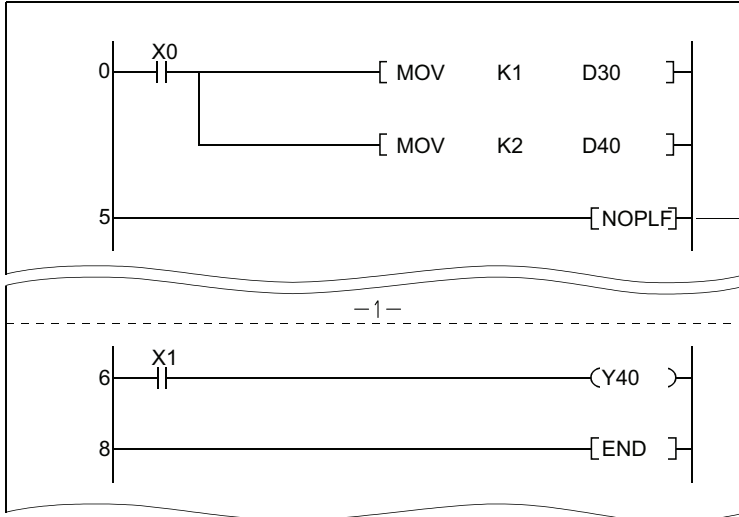 X0
0 [ MOV K1 D30 ]
[ MOV K2 D40 ]
5 [NOPLF]
−1−
X1
6 (Y40 )
8 [END ]